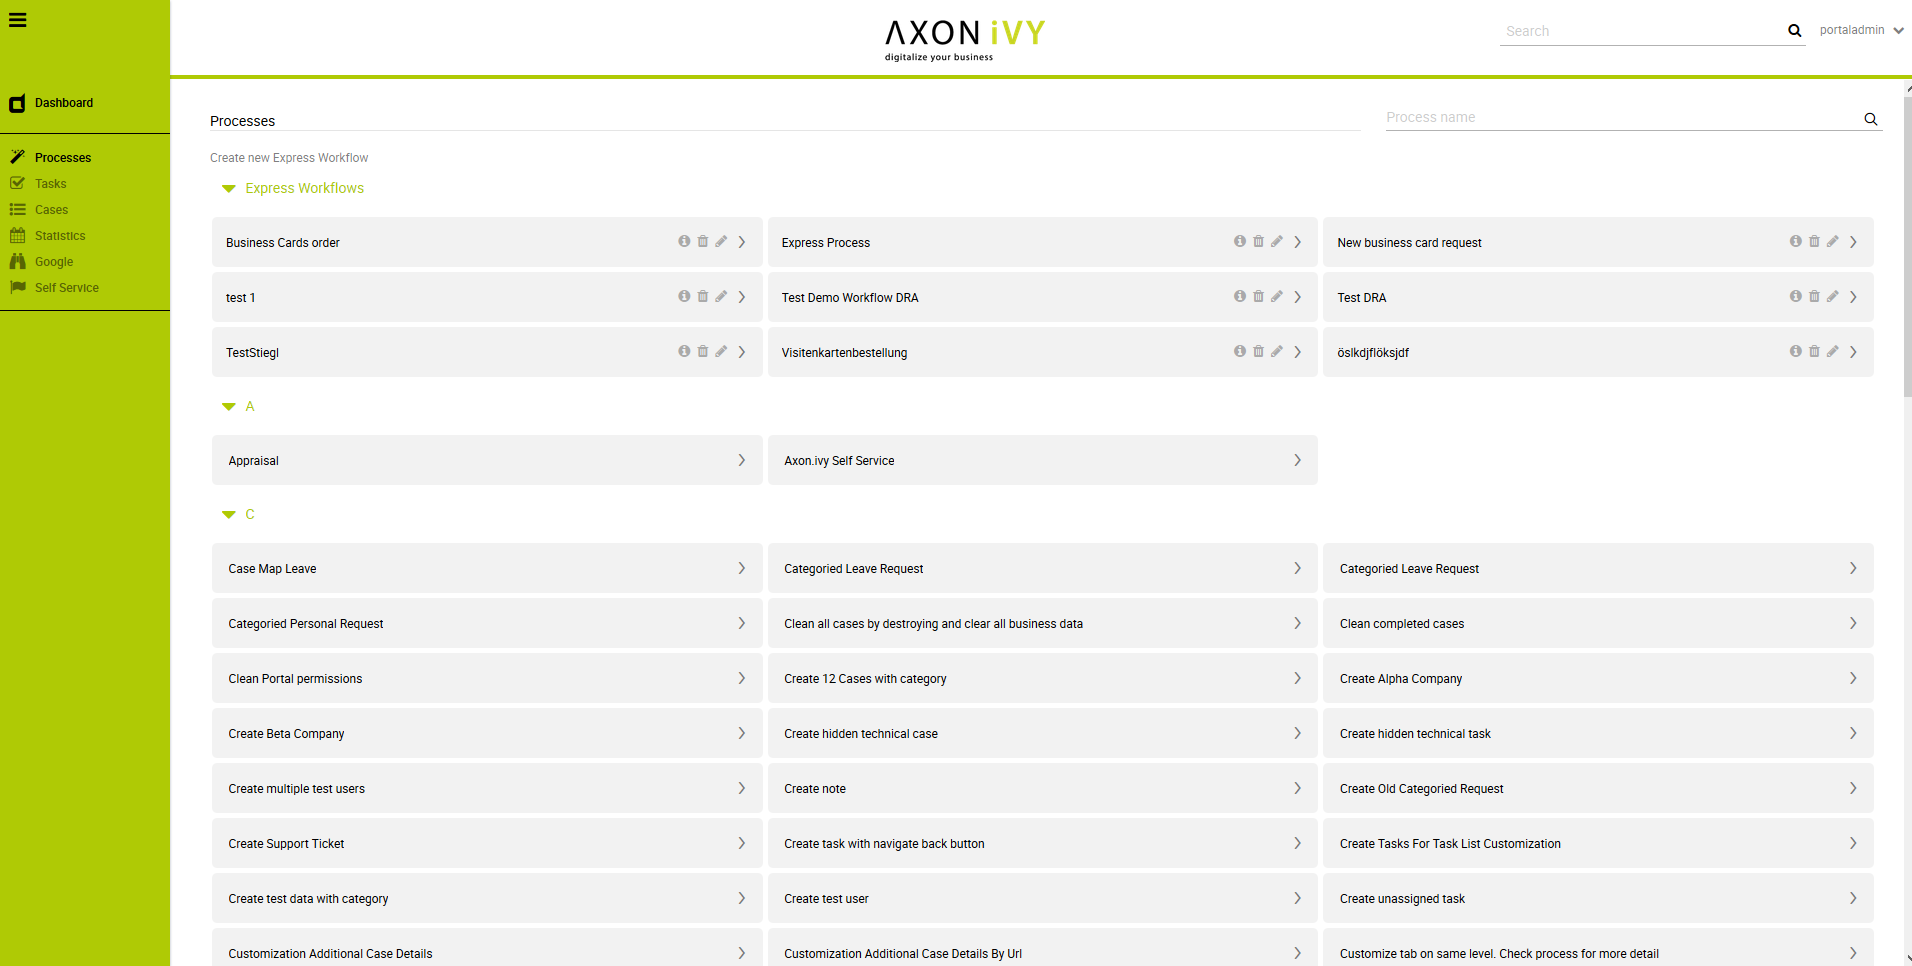 AXON iVY
digitalize your business
Search
portaladmin
Dashboard
Processes
Tasks
Cases
Statistics
Google
Self Service
Processes
Process name
Create new Express Workflow
Express Workflows
Business Cards order
Express Process
New business card request
test 1
Test Demo Workflow DRA
Test DRA
TestStiegl
Visitenkartenbestellung
öslkdjflöksjdf
A
Appraisal
Axon.ivy Self Service
C
Case Map Leave
Categoried Leave Request
Categoried Leave Request
Categoried Personal Request
Clean all cases by destroying and clear all business data
Clean completed cases
Clean Portal permissions
Create 12 Cases with category
Create Alpha Company
Create Beta Company
Create hidden technical case
Create hidden technical task
Create multiple test users
Create note
Create Old Categoried Request
Create Support Ticket
Create task with navigate back button
Create Tasks For Task List Customization
Create test data with category
Create test user
Create unassigned task
Customization Additional Case Details
Customization Additional Case Details By Url
Customize tab on same level. Check process for more detail